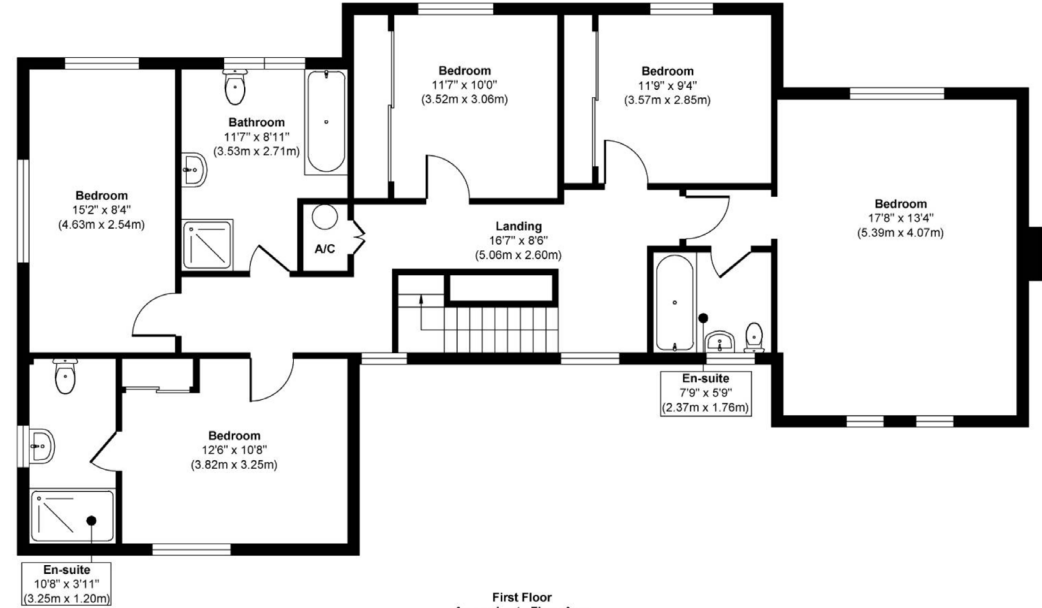 Bedroom
11'7" x 10'0"
(3.52m x 3.06m)
Bedroom
11'9" x 9'4"
(3.57m x 2.85m)
Bathroom
11'7" x 8'11"
(3.53m x 2.71m)
Bedroom
15'2" x 8'4"
(4.63m x 2.54m)
A/C
Landing
16'7" x 8'6"
(5.06m x 2.60m)
Bedroom
17'8" x 13'4"
(5.39m x 4.07m)
En-suite
7'9" x 5'9"
(2.37m x 1.76m)
Bedroom
12'6" x 10'8"
(3.82m x 3.25m)
En-suite
10'8" x 3'11"
(3.25m x 1.20m)
First Floor